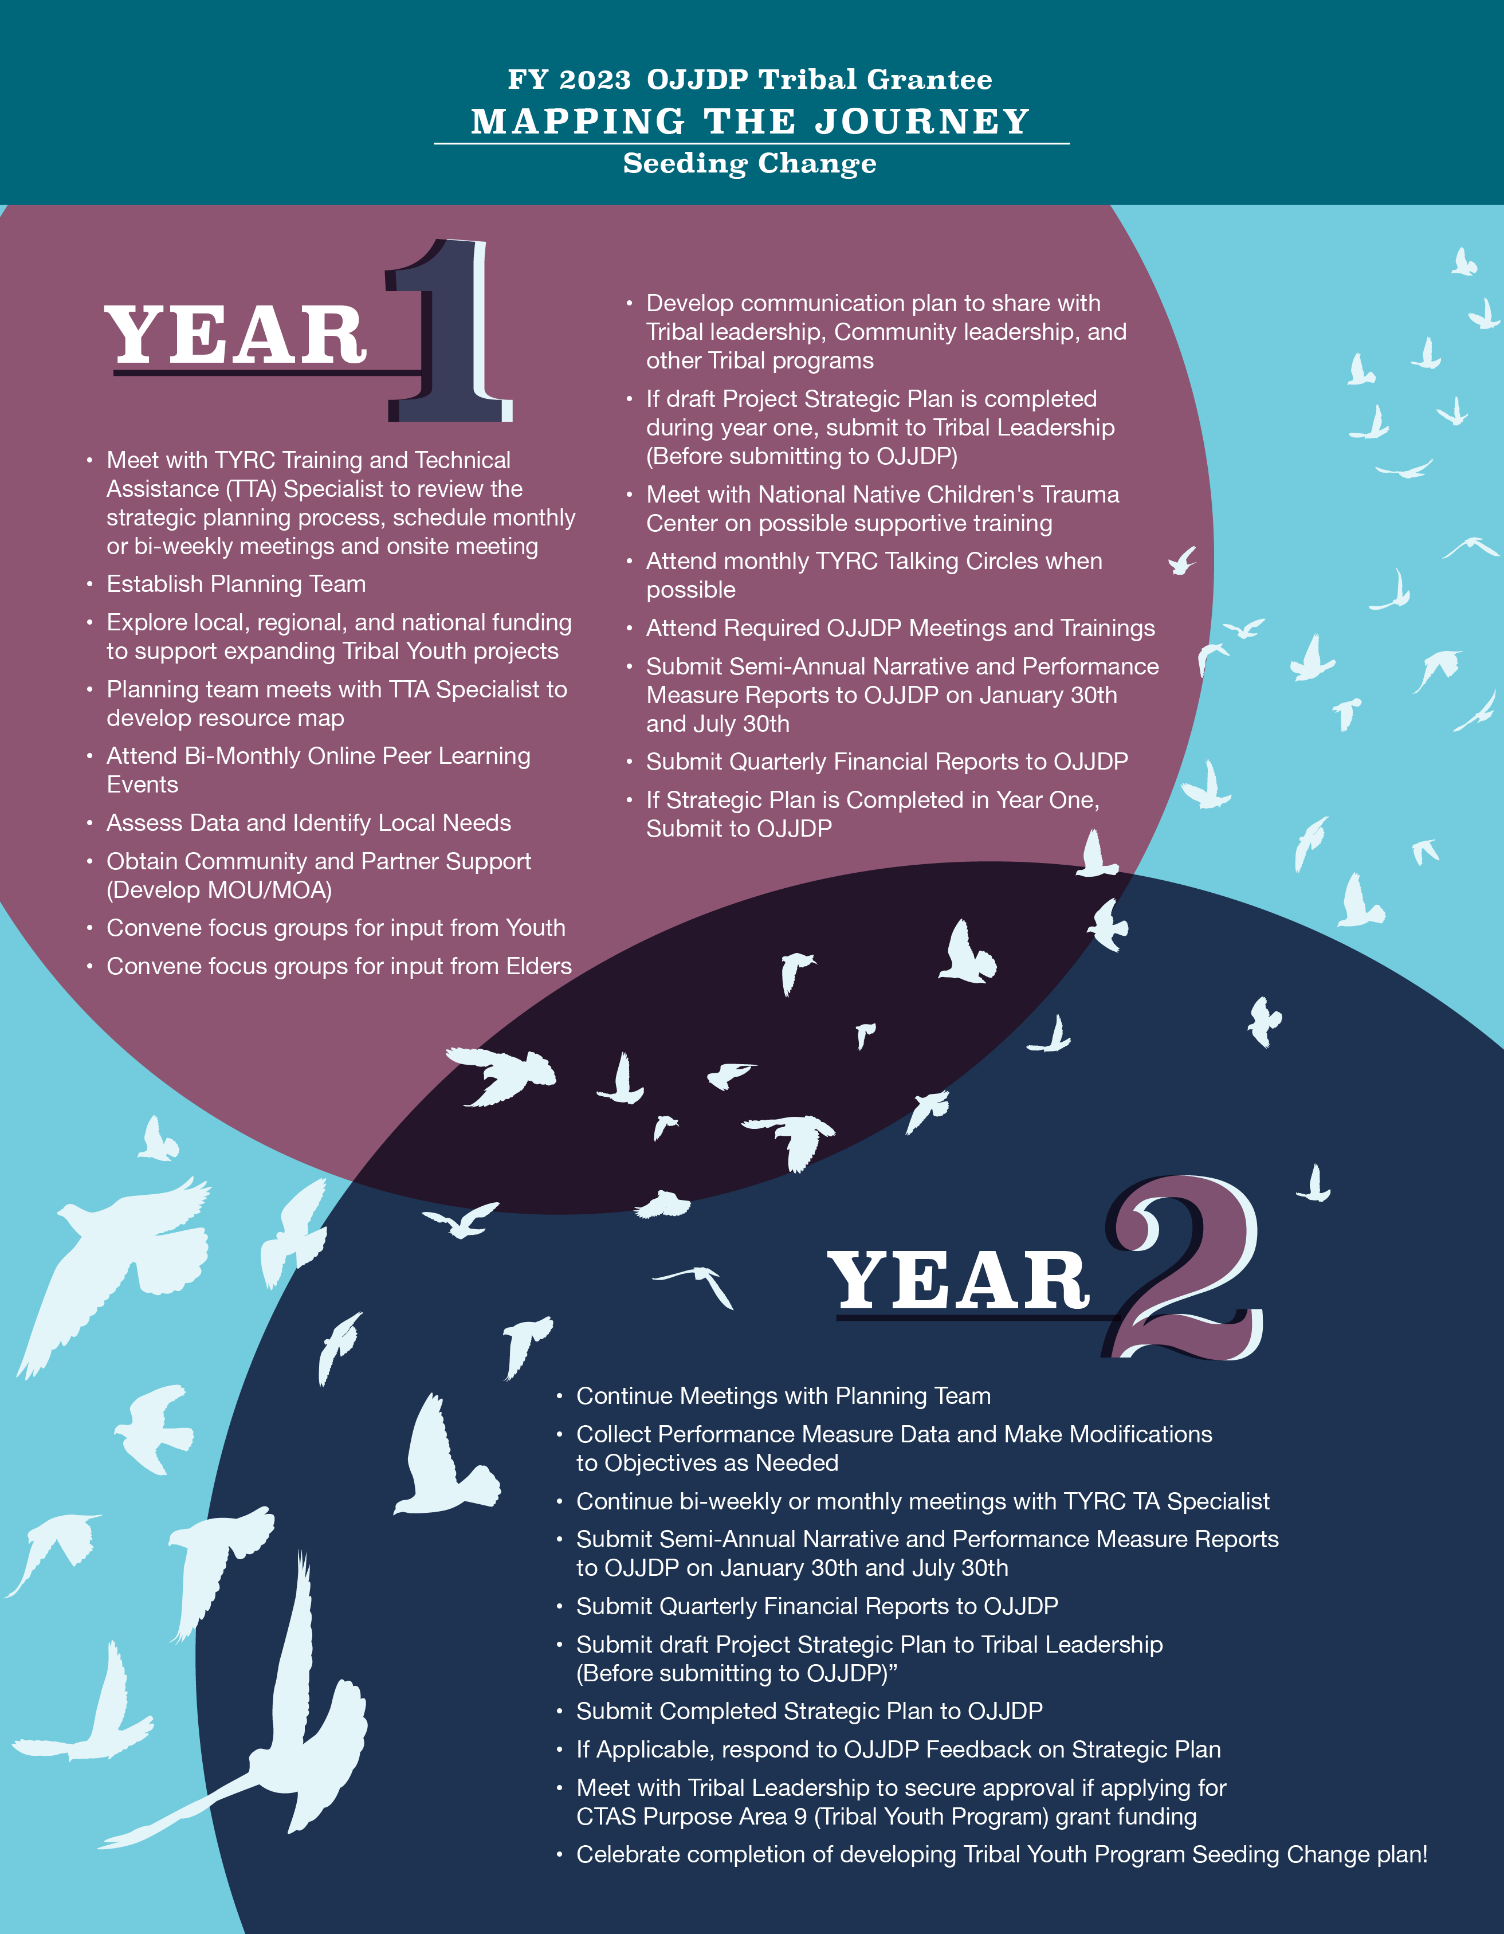 FY 2023 OJJDP Tribal Grantee
MAPPING THE JOURNEY
Seeding Change
YEAR 1
• Meet with TYRC Training and Technical
Assistance (TTA) Specialist to review the
strategic planning process, schedule monthly
or bi-weekly meetings and onsite meeting
• Establish Planning Team
• Explore local, regional, and national funding
to support expanding Tribal Youth projects
• Planning team meets with TTA Specialist to
develop resource map
• Attend Bi-Monthly Online Peer Learning
Events
• Assess Data and Identify Local Needs
• Obtain Community and Partner Support
(Develop MOU/MOA)
• Convene focus groups for input from Youth
• Convene focus groups for input from Elders
• Develop communication plan to share with
Tribal leadership, Community leadership, and
other Tribal programs
• If draft Project Strategic Plan is completed
during year one, submit to Tribal Leadership
(Before submitting to OJJDP)
• Meet with National Native Children's Trauma
Center on possible supportive training
• Attend monthly TYRC Talking Circles when
possible
• Attend Required OJJDP Meetings and Trainings
• Submit Semi-Annual Narrative and Performance
Measure Reports to OJJDP on January 30th
and July 30th
• Submit Quarterly Financial Reports to OJJDP
• If Strategic Plan is Completed in Year One,
Submit to OJJDP
YEAR 2
• Continue Meetings with Planning Team
• Collect Performance Measure Data and Make Modifications
to Objectives as Needed
• Continue bi-weekly or monthly meetings with TYRC TA Specialist
• Submit Semi-Annual Narrative and Performance Measure Reports
to OJJDP on January 30th and July 30th
• Submit Quarterly Financial Reports to OJJDP
• Submit draft Project Strategic Plan to Tribal Leadership
(Before submitting to OJJDP)”
• Submit Completed Strategic Plan to OJJDP
• If Applicable, respond to OJJDP Feedback on Strategic Plan
• Meet with Tribal Leadership to secure approval if applying for
CTAS Purpose Area 9 (Tribal Youth Program) grant funding
• Celebrate completion of developing Tribal Youth Program Seeding Change plan!